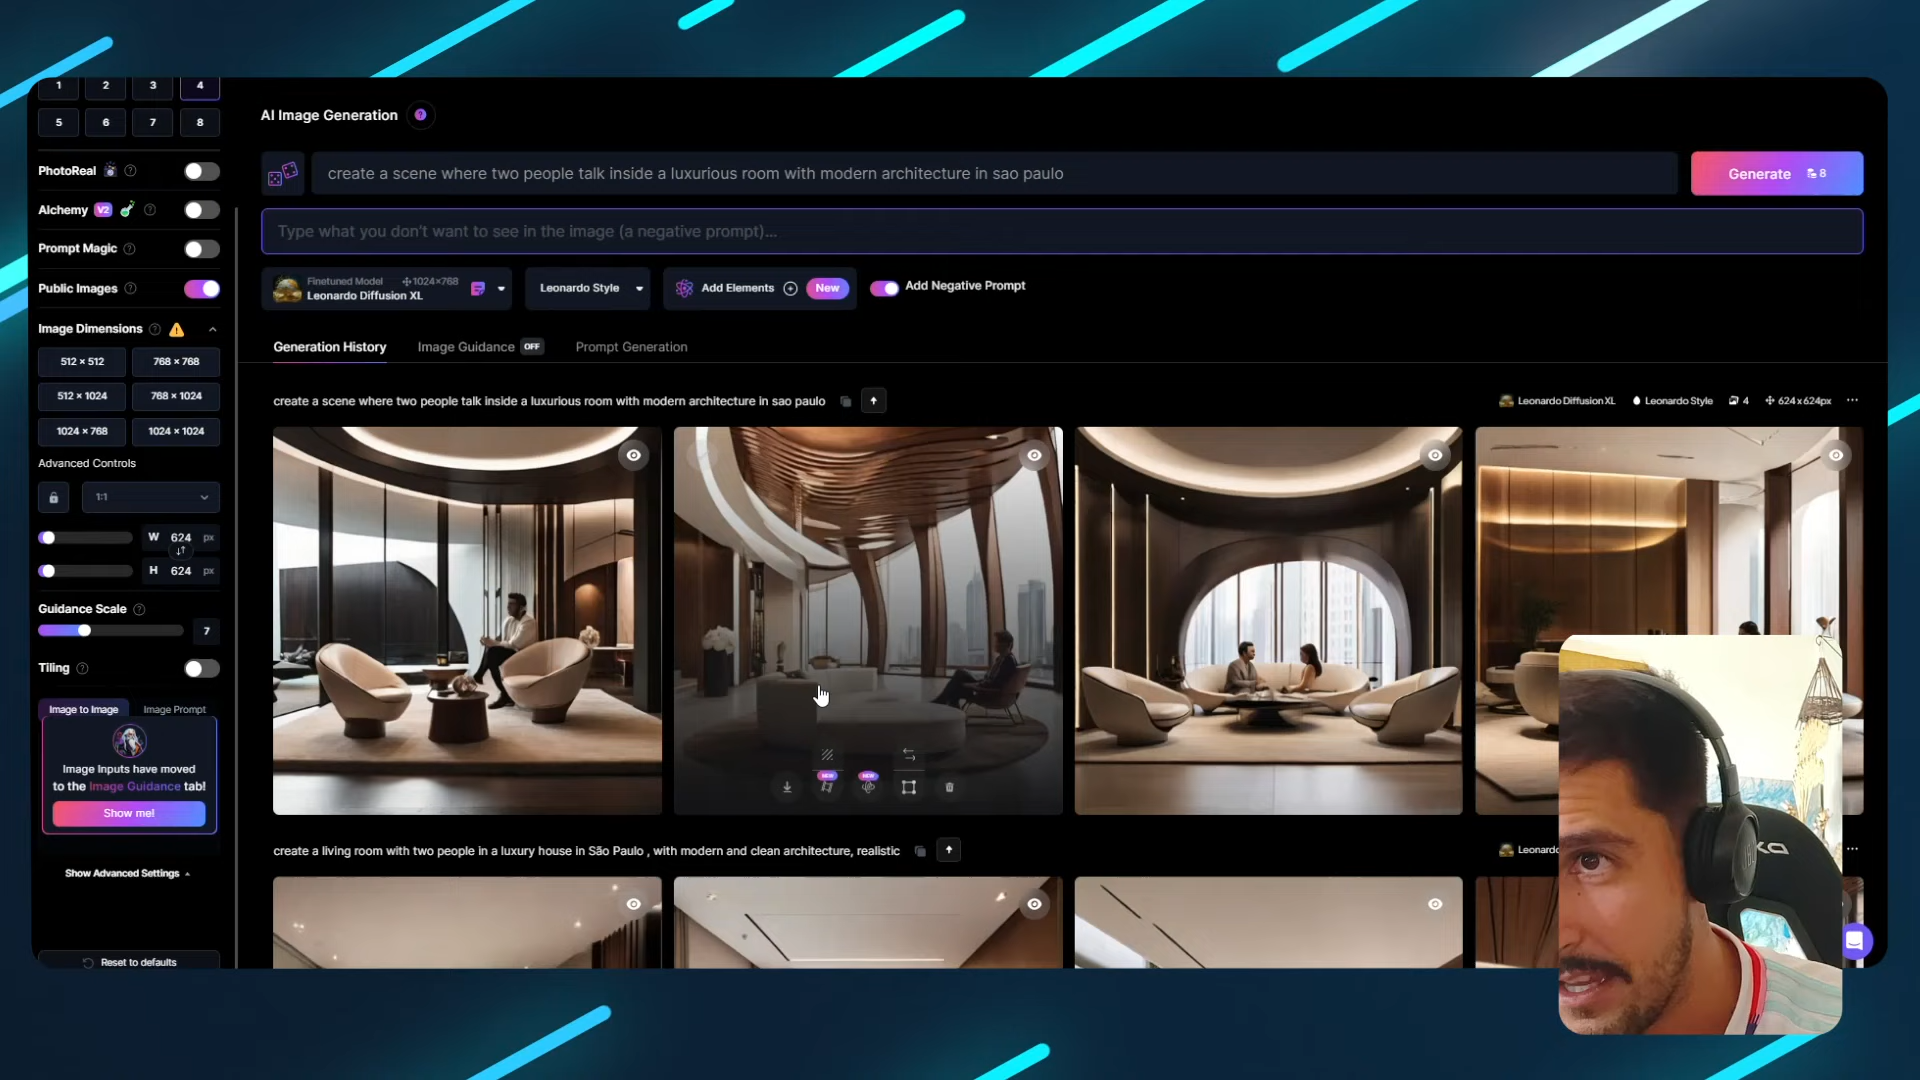 1 2 3 4
5 6 7 8
PhotoReal
Alchemy V2
Prompt Magic
Public Images
Image Dimensions
512 × 512 768 × 768
512 × 1024 768 × 1024
1024 × 768 1024 × 1024
Advanced Controls
1:1
W 624 px
H 624 px
Guidance Scale
7
Tiling
Image to Image Image Prompt
Image Inputs have moved
to the Image Guidance tab!
Show me!
Show Advanced Settings
Reset to defaults
AI Image Generation
create a scene where two people talk inside a luxurious room with modern architecture in sao paulo
Generate 8
Type what you don't want to see in the image (a negative prompt)...
Finetuned Model 1024×768
Leonardo Diffusion XL
Leonardo Style
Add Elements New
Add Negative Prompt
Generation History Image Guidance OFF Prompt Generation
create a scene where two people talk inside a luxurious room with modern architecture in sao paulo
Leonardo Diffusion XL Leonardo Style 4 624x624px ...
NEW NEW
create a living room with two people in a luxury house in São Paulo , with modern and clean architecture, realistic
Leonardo ...